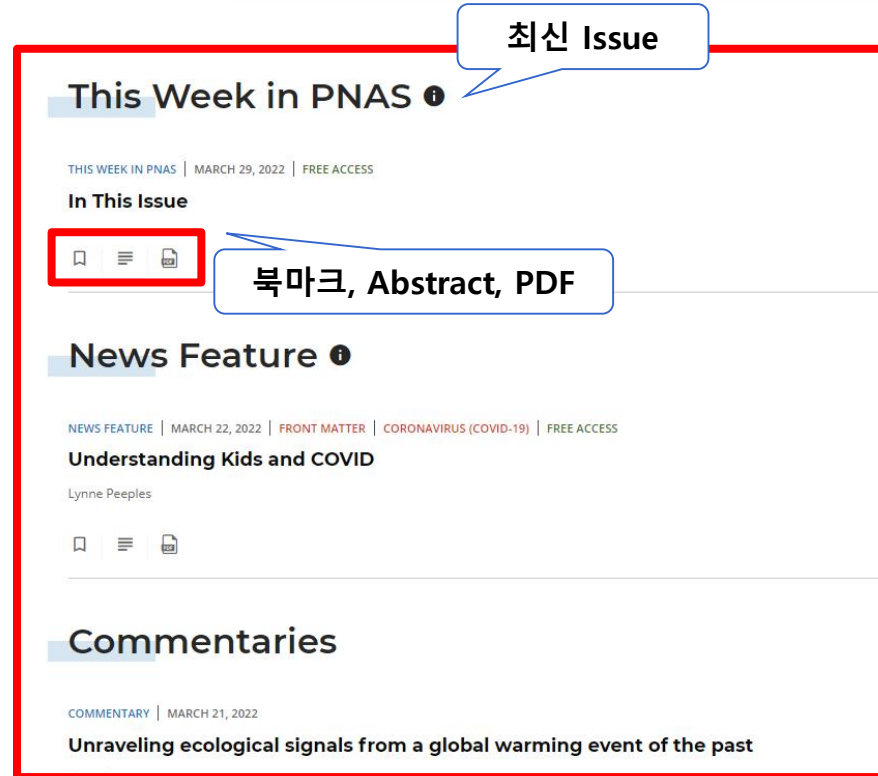 최신 Issue
This Week in PNAS
THIS WEEK IN PNAS | MARCH 29, 2022 | FREE ACCESS
In This Issue
PDF
북마크, Abstract, PDF
News Feature
NEWS FEATURE | MARCH 22, 2022 | FRONT MATTER | CORONAVIRUS (COVID-19) | FREE ACCESS
Understanding Kids and COVID
Lynne Peeples
PDF
Commentaries
COMMENTARY | MARCH 21, 2022
Unraveling ecological signals from a global warming event of the past